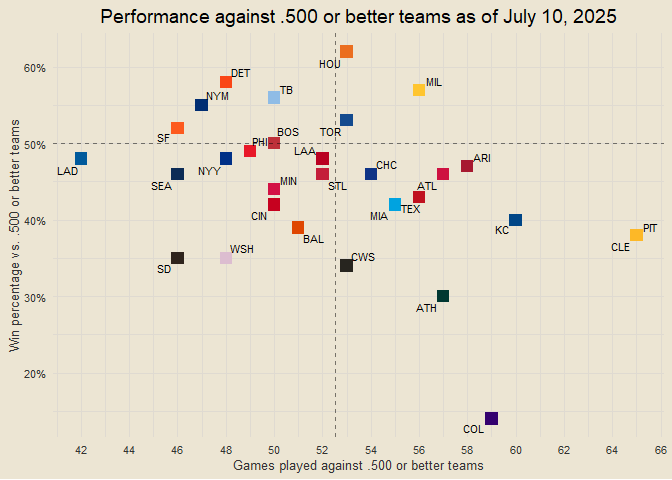 Performance against .500 or better teams as of July 10, 2025
Win percentage vs. .500 or better teams
60%
50%
40%
30%
20%
HOU
DET
MIL
TB
NYM
SF
BOS
TOR
PHI
LAA
LAD
NYY
CHC
ARI
SEA
MIN
STL
ATL
CIN
MIA
TEX
KC
PIT
BAL
CLE
WSH
SD
CWS
ATH
COL
42 44 46 48 50 52 54 56 58 60 62 64 66
Games played against .500 or better teams